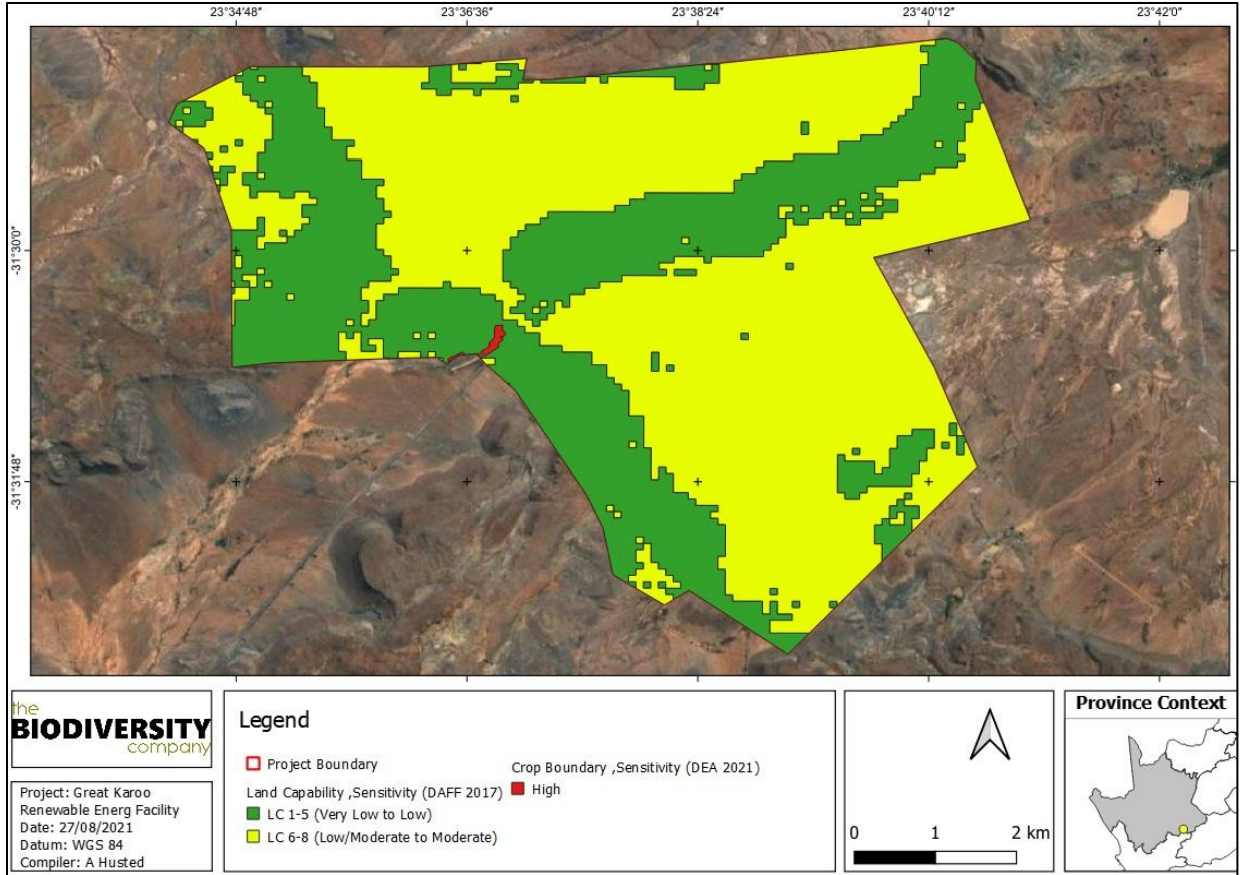 23°34'48" 23°36'36" 23°38'24" 23°40'12" 23°42'0"
-31°30'0"
-31°31'48"
the
BIODIVERSITY
company
Project: Great Karoo
Renewable Energ Facility
Date: 27/08/2021
Datum: WGS 84
Compiler: A Husted
Legend
Project Boundary
Land Capability ,Sensitivity (DAFF 2017)
LC 1-5 (Very Low to Low)
LC 6-8 (Low/Moderate to Moderate)
Crop Boundary ,Sensitivity (DEA 2021)
High
0 1 2 km
Province Context